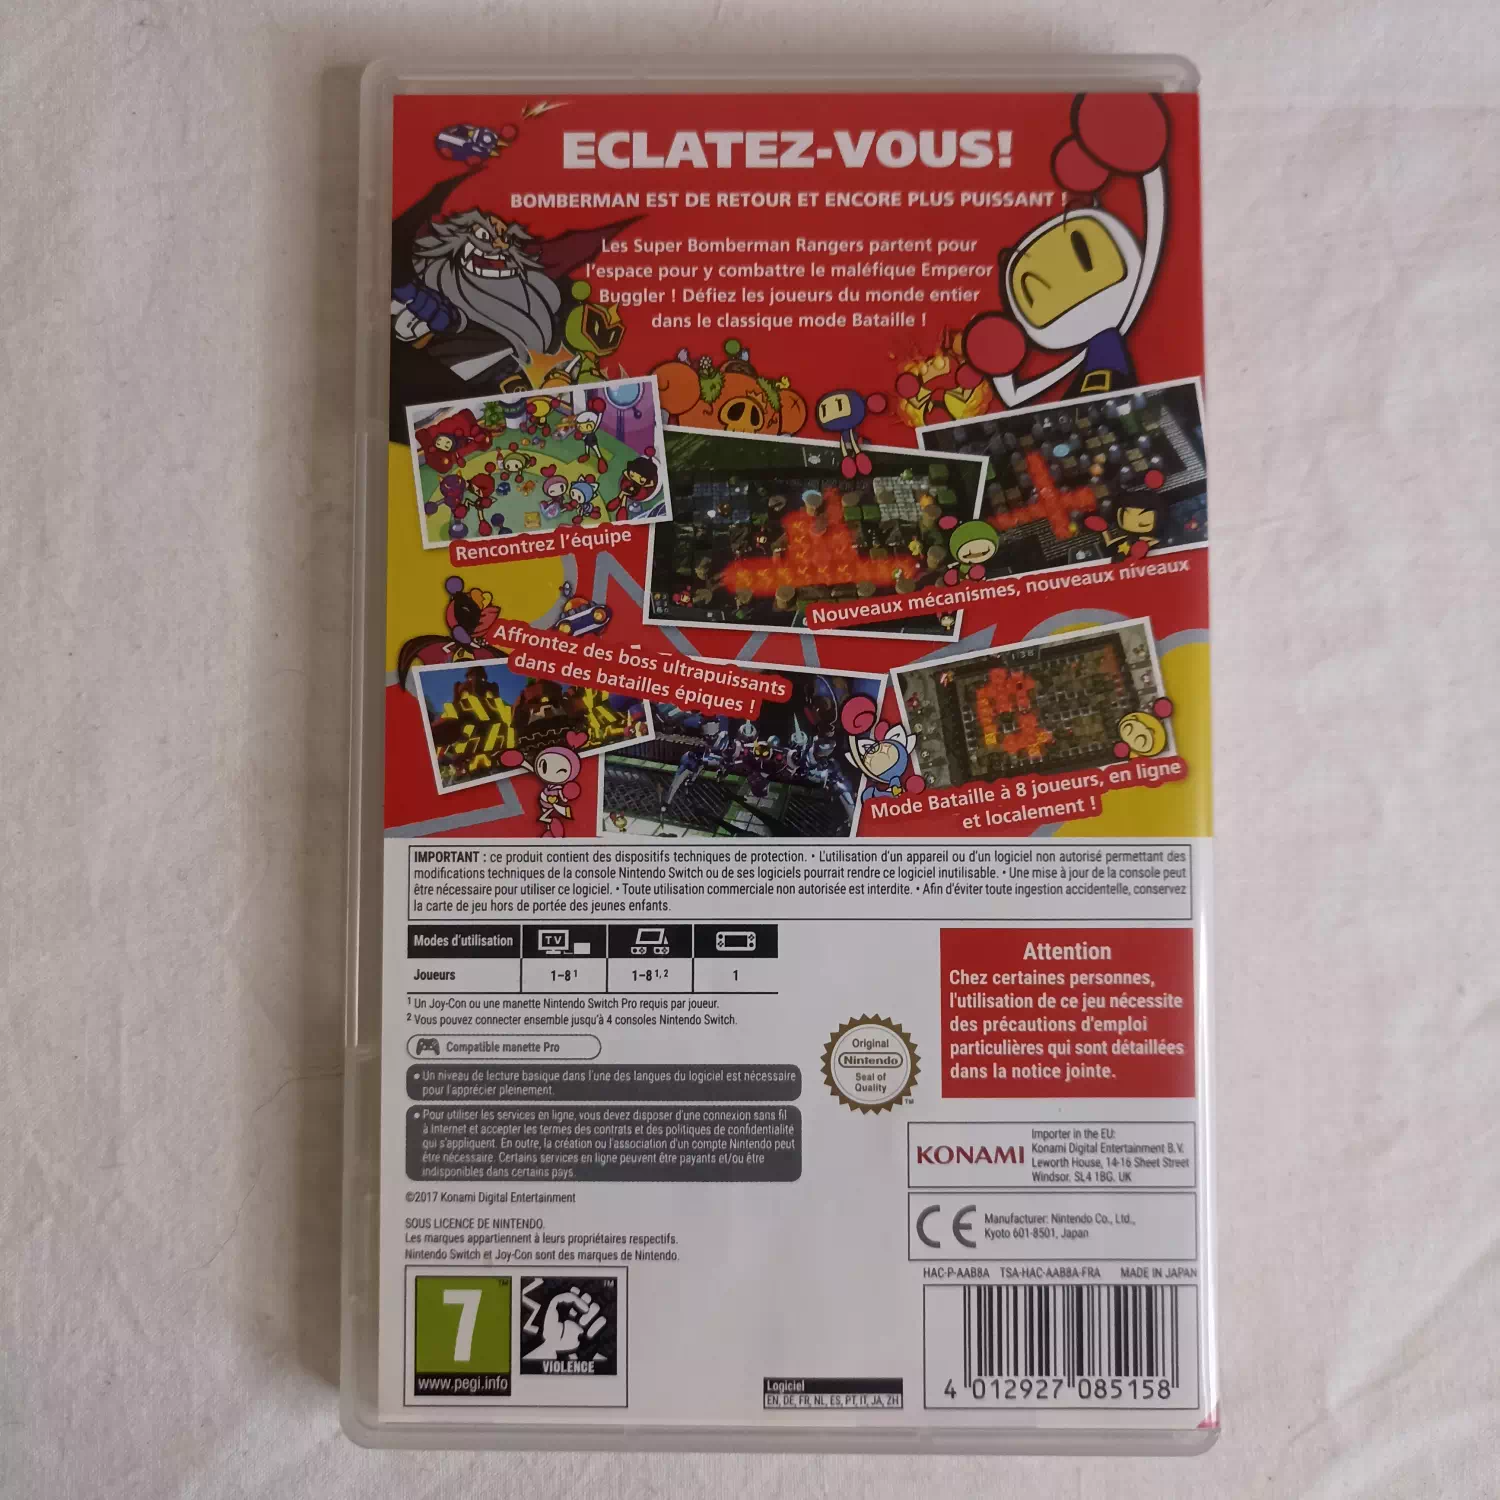 ECLATEZ-VOUS!
BOMBERMAN EST DE RETOUR ET ENCORE PLUS PUISSANT !
Les Super Bomberman Rangers partent pour
l'espace pour y combattre le maléfique Emperor
Buggler ! Défiez les joueurs du monde entier
dans le classique mode Bataille !
Rencontrez l'équipe
Nouveaux mécanismes, nouveaux niveaux
Affrontez des boss ultrapuissants
dans des batailles épiques !
Mode Bataille à 8 joueurs, en ligne
et localement !
IMPORTANT : ce produit contient des dispositifs techniques de protection. • L'utilisation d'un appareil ou d'un logiciel non autorisé permettant des
modifications techniques de la console Nintendo Switch ou de ses logiciels pourrait rendre ce logiciel inutilisable. • Une mise à jour de la console peut
être nécessaire pour utiliser ce logiciel. • Toute utilisation commerciale non autorisée est interdite. • Afin d'éviter toute ingestion accidentelle, conservez
la carte de jeu hors de portée des jeunes enfants.
Modes d'utilisation TV
Joueurs 1-8¹ 1-8¹,² 1
¹ Un Joy-Con ou une manette Nintendo Switch Pro requis par joueur.
² Vous pouvez connecter ensemble jusqu'à 4 consoles Nintendo Switch.
Compatible manette Pro
• Un niveau de lecture basique dans l'une des langues du logiciel est nécessaire
pour l'apprécier pleinement.
• Pour utiliser les services en ligne, vous devez disposer d'une connexion sans fil
à Internet et accepter les termes des contrats et des politiques de confidentialité
qui s'appliquent. En outre, la création ou l'association d'un compte Nintendo peut
être nécessaire. Certains services en ligne peuvent être payants et/ou être
indisponibles dans certains pays.
©2017 Konami Digital Entertainment
SOUS LICENCE DE NINTENDO.
Les marques appartiennent à leurs propriétaires respectifs.
Nintendo Switch et Joy-Con sont des marques de Nintendo.
Original
Nintendo
Seal of
Quality
TM
Attention
Chez certaines personnes,
l'utilisation de ce jeu nécessite
des précautions d'emploi
particulières qui sont détaillées
dans la notice jointe.
KONAMI
Importer in the EU:
Konami Digital Entertainment B.V.
Leworth House, 14-16 Sheet Street
Windsor, SL4 1BG, UK
CE
Manufacturer: Nintendo Co., Ltd.,
Kyoto 601-8501, Japan
HAC-P-AAB8A TSA-HAC-AAB8A-FRA MADE IN JAPAN
4 012927 085158
7
TM
www.pegi.info
TM
VIOLENCE
Logiciel
EN, DE, FR, NL, ES, PT, IT, JA, ZH